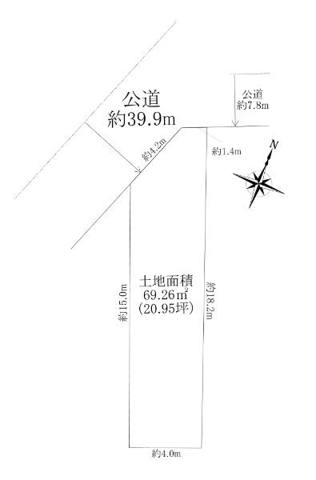 公道
約39.9m
公道
約7.8m
約4.2m
約1.4m
N
土地面積
69.26㎡
(20.95坪)
約15.0m
約18.2m
約4.0m